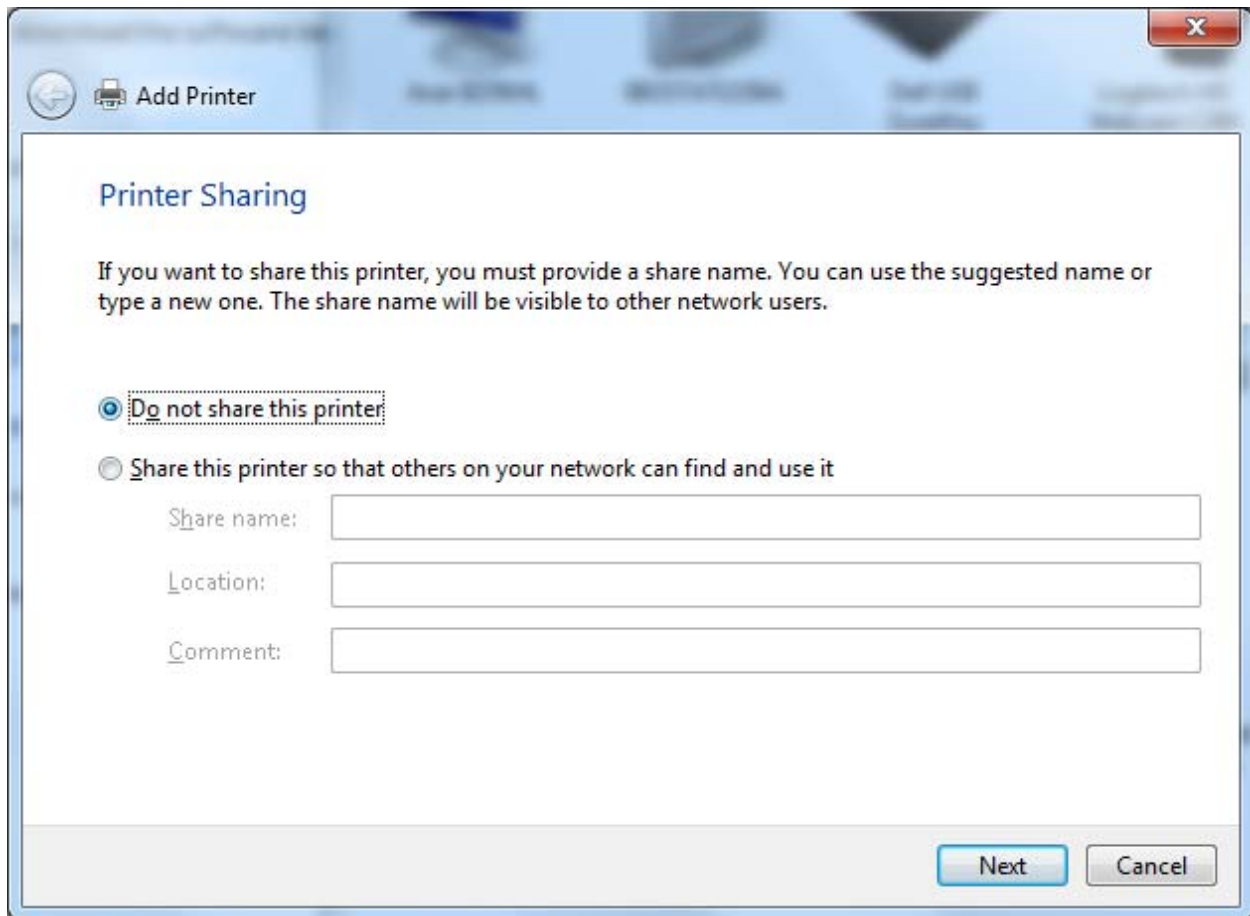 Add Printer
Printer Sharing
If you want to share this printer, you must provide a share name. You can use the suggested name or
type a new one. The share name will be visible to other network users.
Do not share this printer
Share this printer so that others on your network can find and use it
Share name:
Location:
Comment:
Next
Cancel